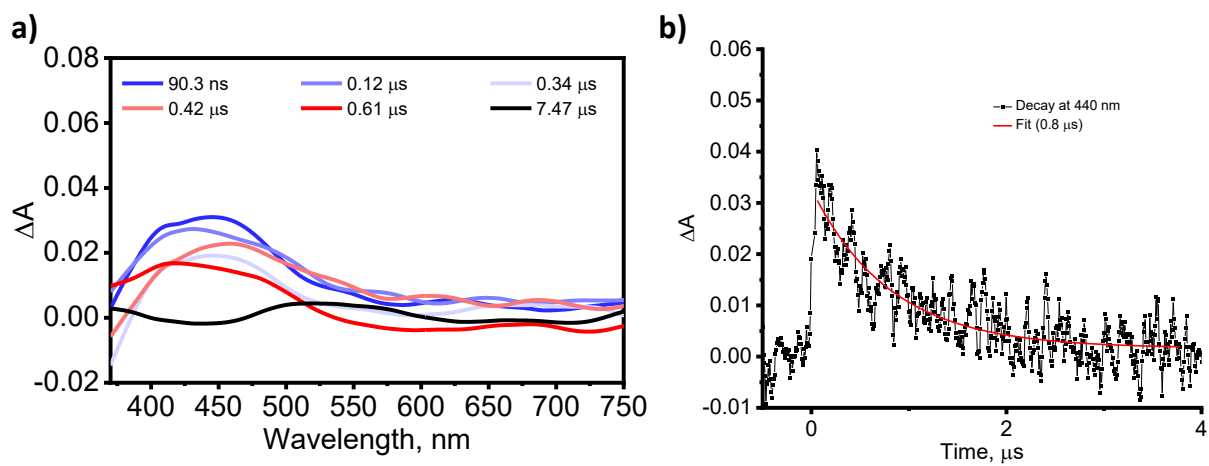 a)
0.08
0.06
0.04
0.02
0.00
-0.02
ΔA
90.3 ns 0.12 μs 0.34 μs
0.42 μs 0.61 μs 7.47 μs
400 450 500 550 600 650 700 750
Wavelength, nm
b)
0.06
0.05
0.04
0.03
0.02
0.01
0.00
-0.01
ΔA
Decay at 440 nm
Fit (0.8 μs)
0 2 4
Time, μs